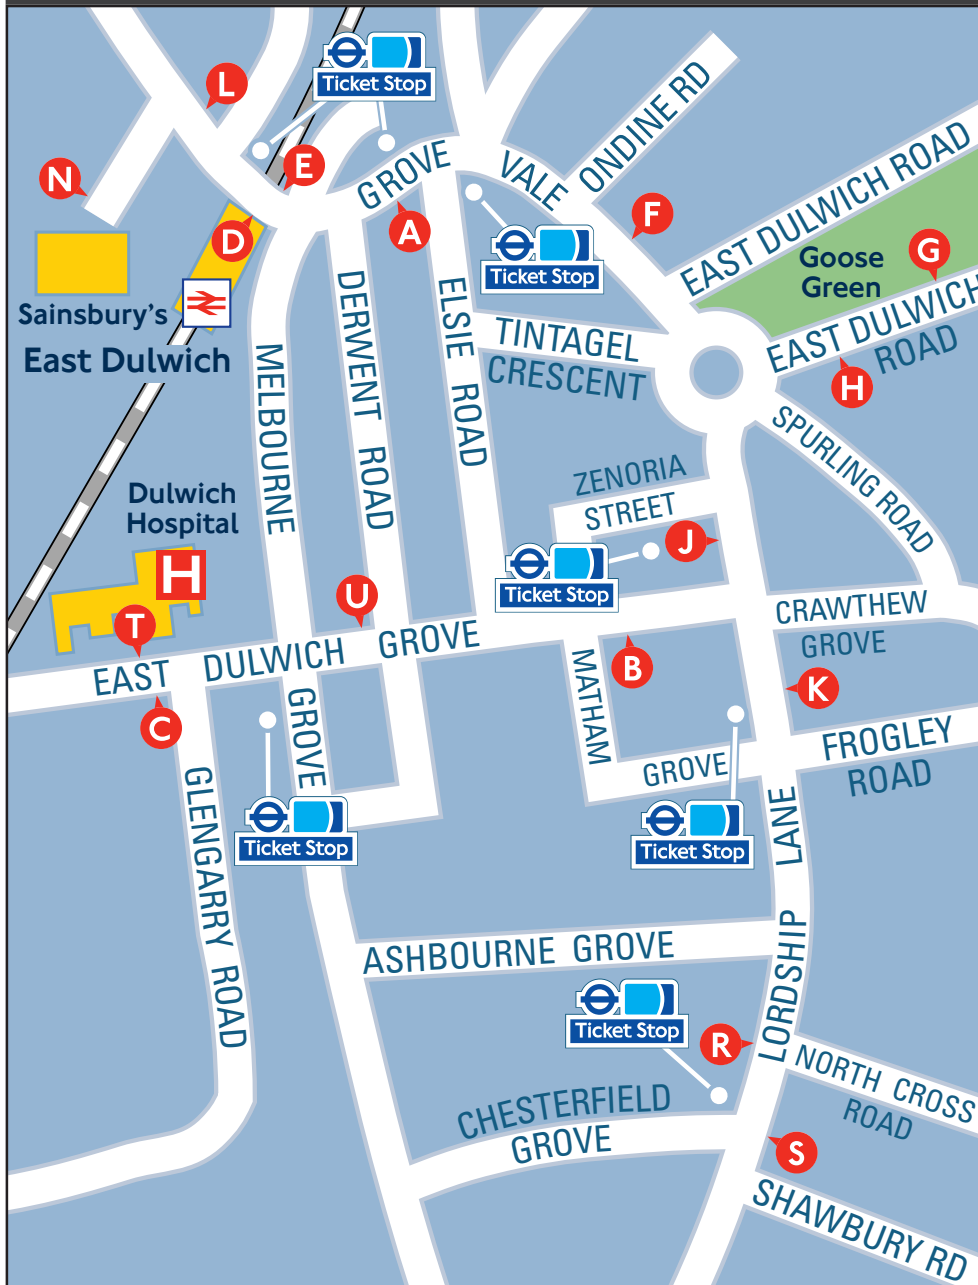 Ticket Stop
L
N
E
D
GROVE
A
VALE
ONDINE RD
F
EAST DULWICH ROAD
Goose
Green
G
EAST DULWICH
ROAD
H
Ticket Stop
Sainsbury's
East Dulwich
MELBOURNE
GROVE
DERWENT ROAD
ELSIE ROAD
TINTAGEL
CRESCENT
SPURLING ROAD
ZENORIA
STREET
J
Dulwich
Hospital
H
T
U
Ticket Stop
EAST DULWICH GROVE
C
B
CRAWTHEW
GROVE
K
MATHAM
GROVE
FROGLEY
ROAD
GLENGARRY ROAD
Ticket Stop
Ticket Stop
LORDSHIP LANE
ASHBOURNE GROVE
Ticket Stop
R
NORTH CROSS
ROAD
CHESTERFIELD
GROVE
S
SHAWBURY RD